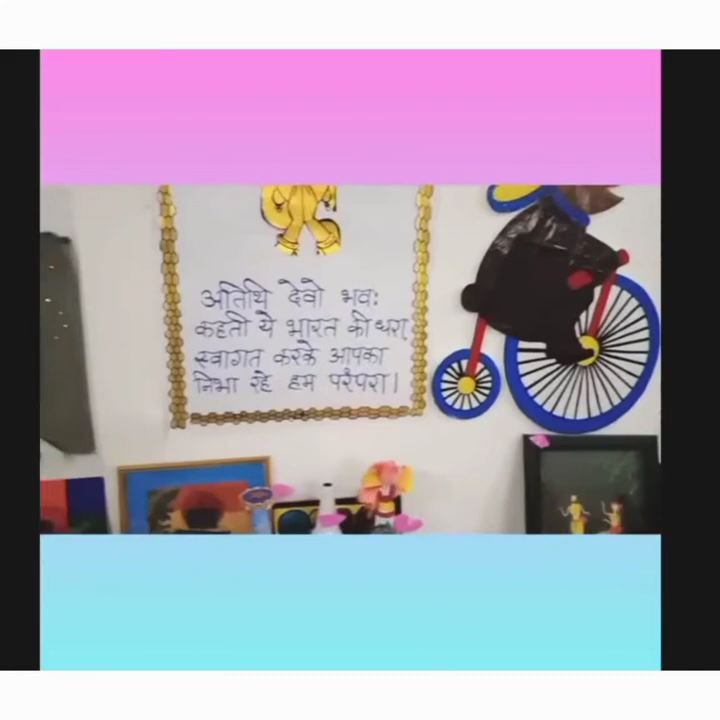 अतिथि देवो भवः
कहती ये भारत की धरा,
स्वागत करके आपका
निभा रहे हम परंपरा।